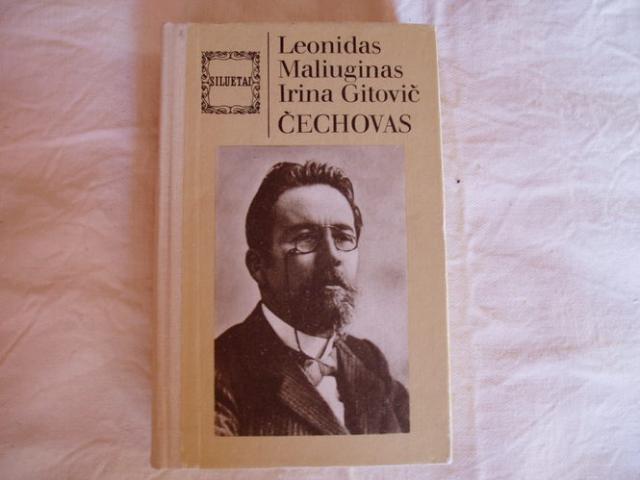 SILUETAI
Leonidas
Maliuginas
Irina Gitovič
ČECHOVAS